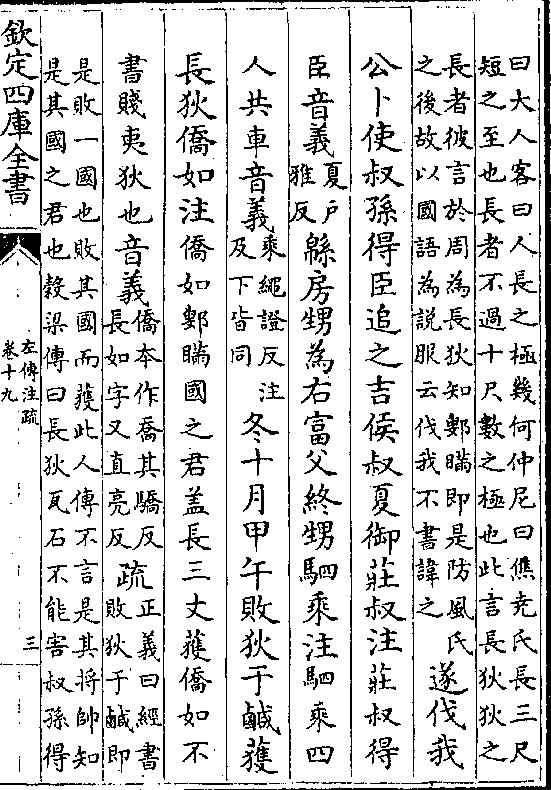 曰大人客曰人長之極幾何仲尼曰僬堯氏長三尺
短之至也長者不過十尺數之極也此言長狄狄之
長者彼言於周為長狄知鄋瞞即是防風氏
之後故以國語為説服云伐我不書諱之
遂伐我
公卜使叔孫得臣追之吉侯叔夏御莊叔注莊叔得
臣音義
夏户
雅反
緜房甥為右富父終甥駟乘注駟乘四
人共車音義
乘繩證反注
及下皆同
冬十月甲午敗狄于鹹獲
長狄僑如注僑如鄋瞞國之君盖長三丈獲僑如不
書賤夷狄也音義
僑本作喬其驕反
長如字又直亮反
疏
正義曰經書
敗狄于鹹即
是敗一國也敗其國而獲此人傳不言是其将帥知
是其國之君也穀梁傳曰長狄瓦石不能害叔孫得
欽定四庫全書
左傳注疏
卷十九
三